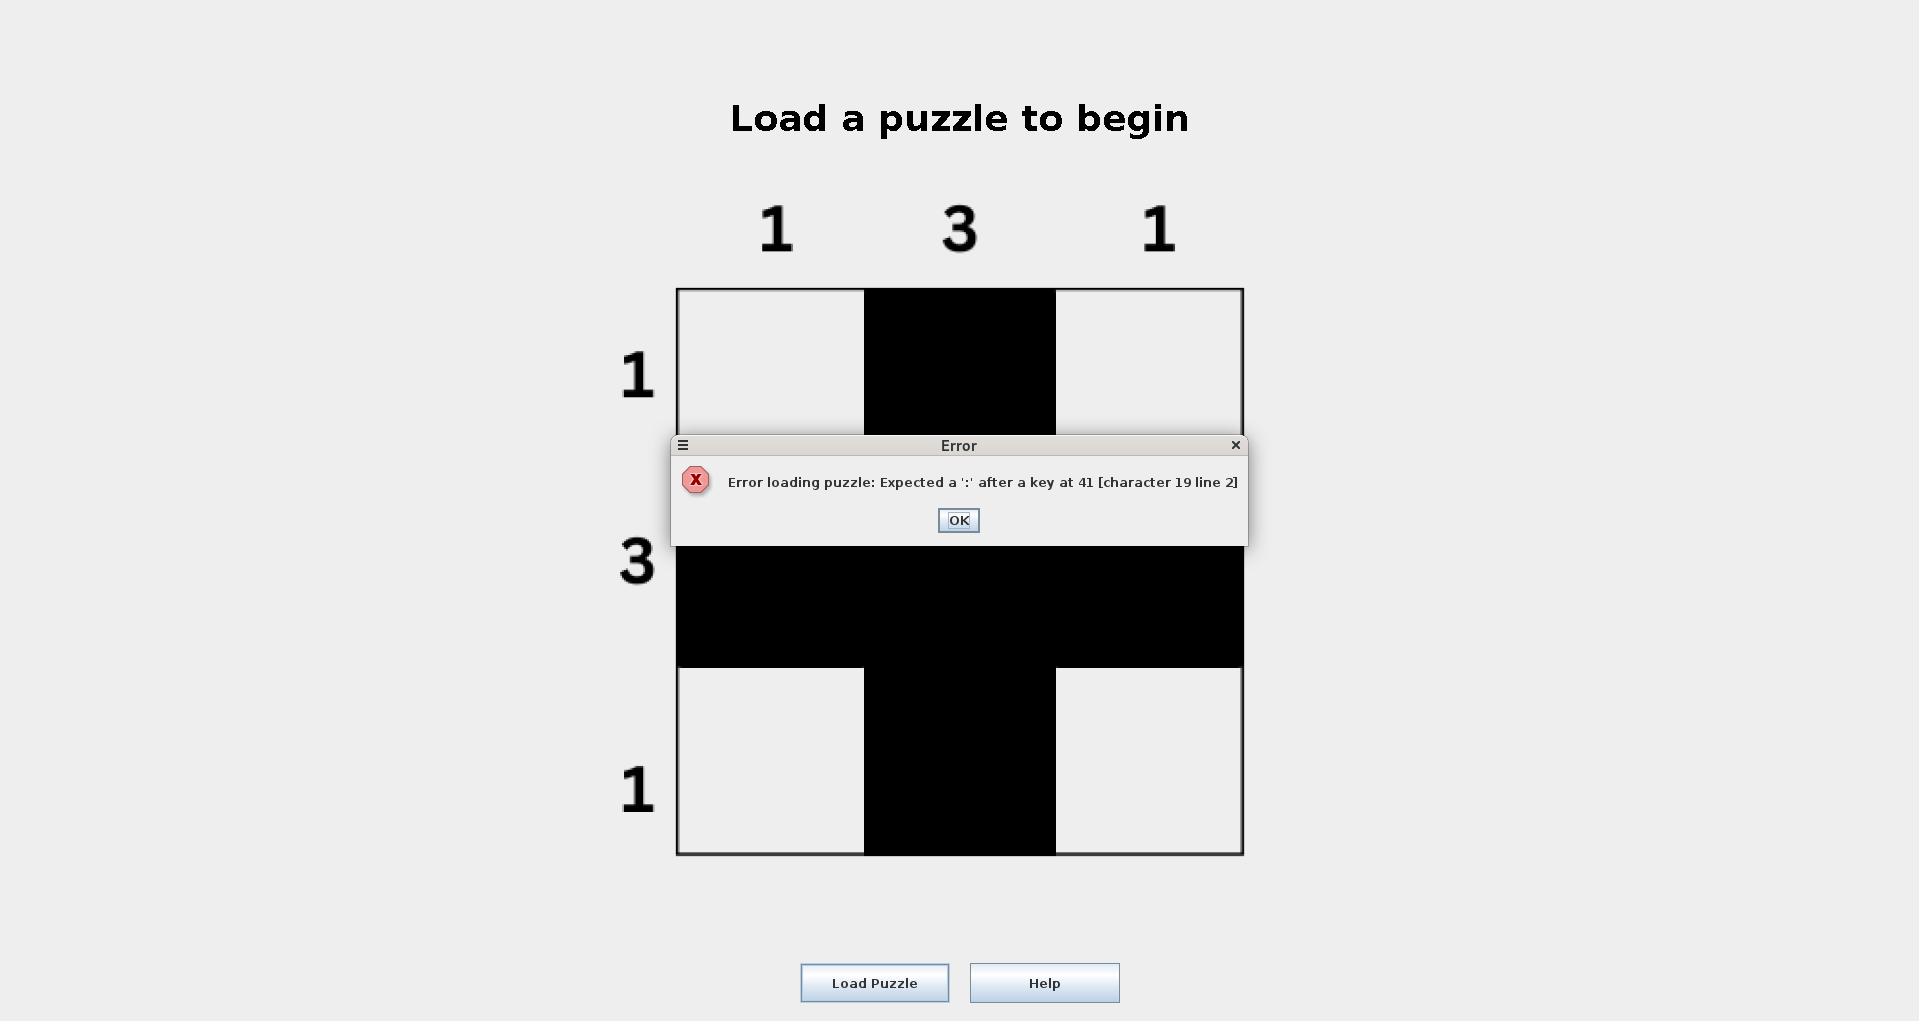 Load a puzzle to begin
1 3 1
1
Error
X
Error loading puzzle: Expected a ':' after a key at 41 [character 19 line 2]
OK
3
1
Load Puzzle Help